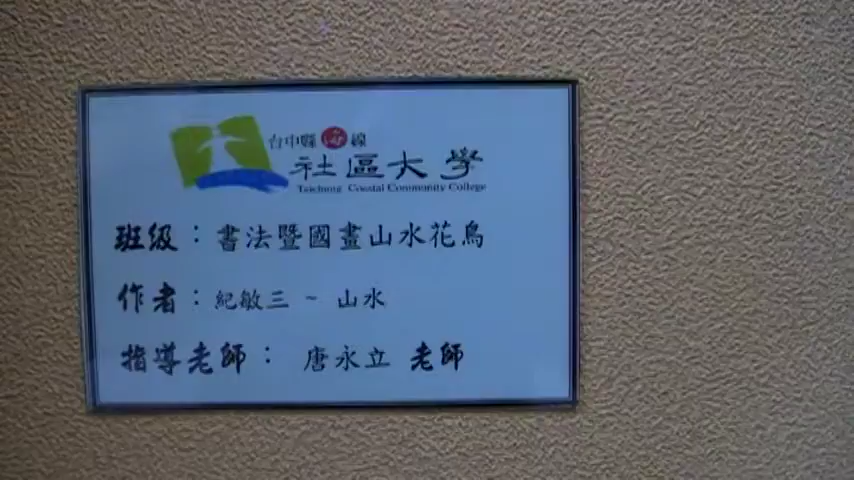 台中縣海線
社區大學
Taichung Coastal Community College
班級：書法暨國畫山水花鳥
作者：紀敏三 ~ 山水
指導老師： 唐永立 老師